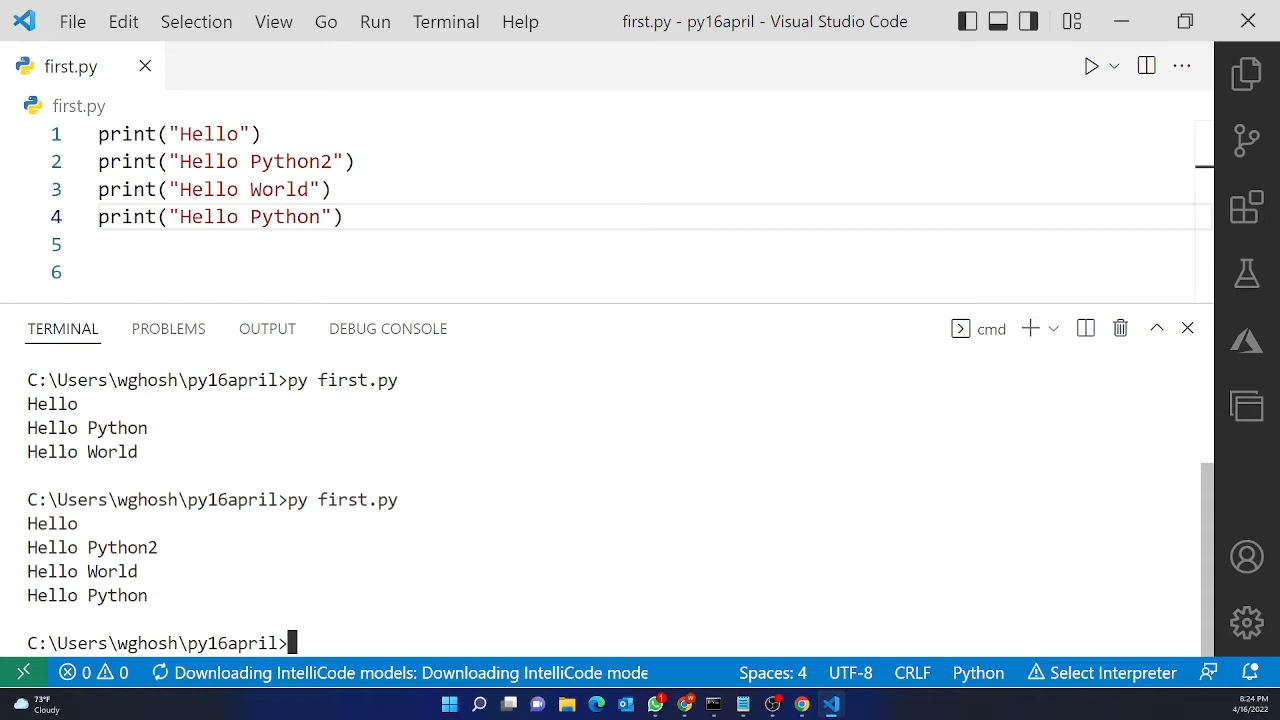 File Edit Selection View Go Run Terminal Help first.py - py16april - Visual Studio Code
first.py
first.py
1 print("Hello")
2 print("Hello Python2")
3 print("Hello World")
4 print("Hello Python")
5
6
TERMINAL PROBLEMS OUTPUT DEBUG CONSOLE cmd
C:\Users\wghosh\py16april>py first.py
Hello
Hello Python
Hello World
C:\Users\wghosh\py16april>py first.py
Hello
Hello Python2
Hello World
Hello Python
C:\Users\wghosh\py16april>
0 0 Downloading IntelliCode models: Downloading IntelliCode mode Spaces: 4 UTF-8 CRLF Python Select Interpreter
73°F
Cloudy
1
w
8:24 PM
4/16/2022